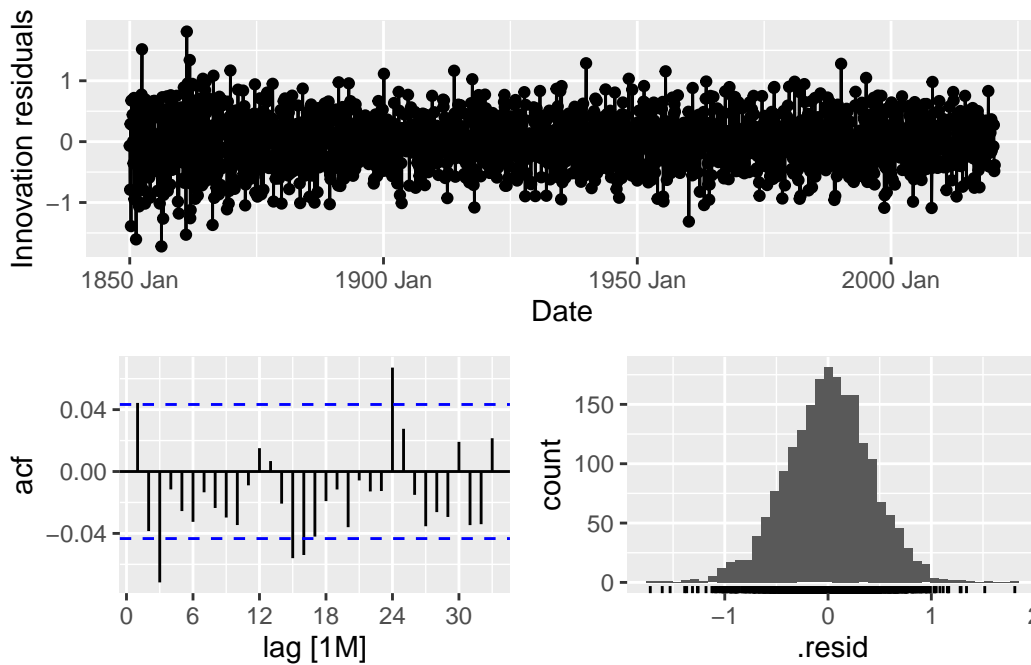 Innovation residuals
1
0
−1
1850 Jan
1900 Jan
1950 Jan
2000 Jan
Date
acf
0.04
0.00
−0.04
0
6
12
18
24
30
lag [1M]
count
150
100
50
0
−1
0
1
2
.resid